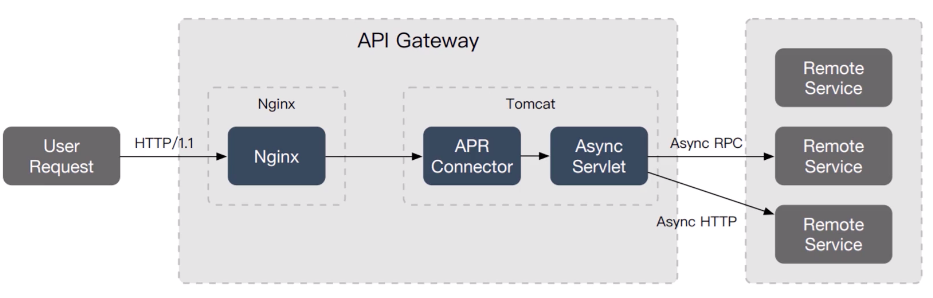 API Gateway
Nginx
Tomcat
User
Request
HTTP/1.1
Nginx
APR
Connector
Async
Servlet
Async RPC
Async HTTP
Remote
Service
Remote
Service
Remote
Service